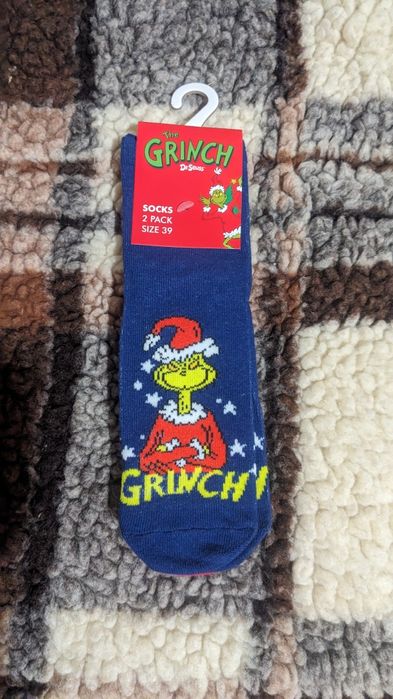 The
GRINCH
Dr. Seuss
SOCKS
2 PACK
SIZE 39
GRINCH